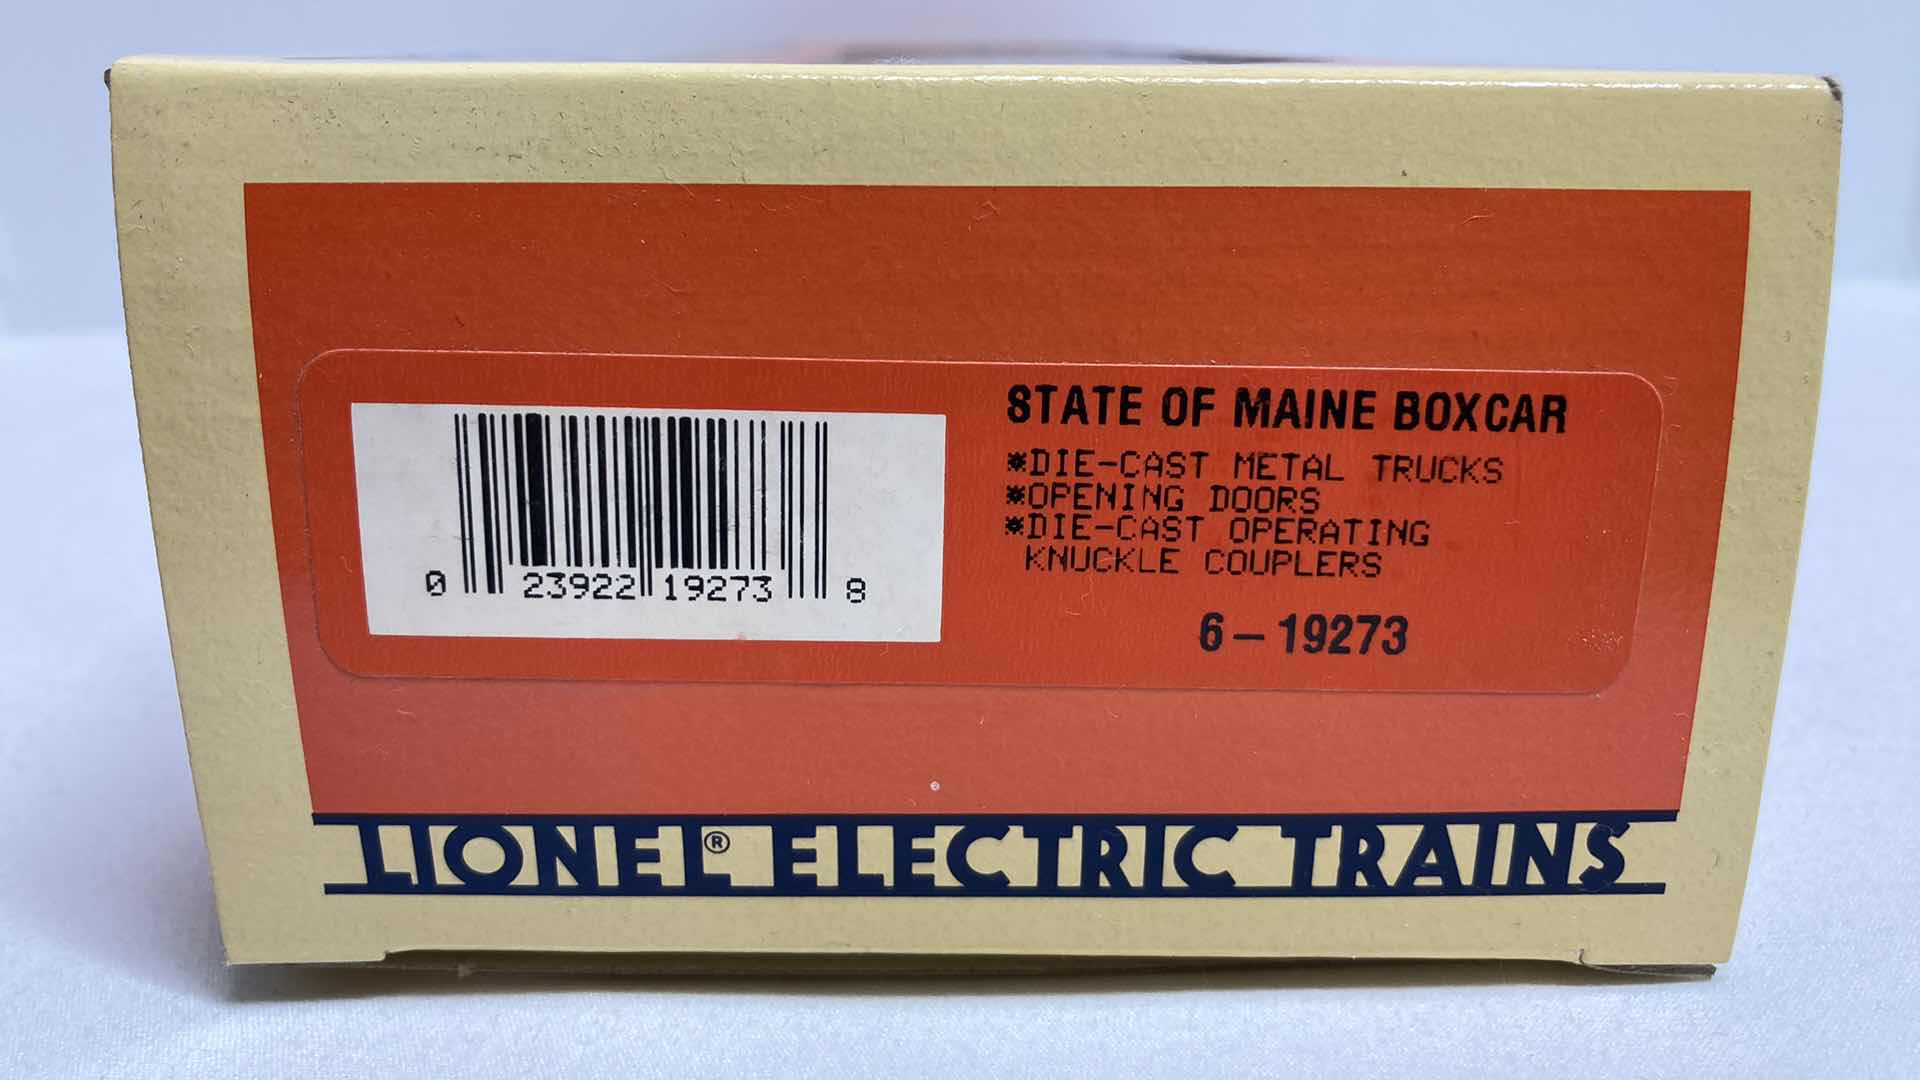 STATE OF MAINE BOXCAR
*DIE-CAST METAL TRUCKS
*OPENING DOORS
*DIE-CAST OPERATING
KNUCKLE COUPLERS
6-19273
0 23922 19273 8
LIONEL® ELECTRIC TRAINS